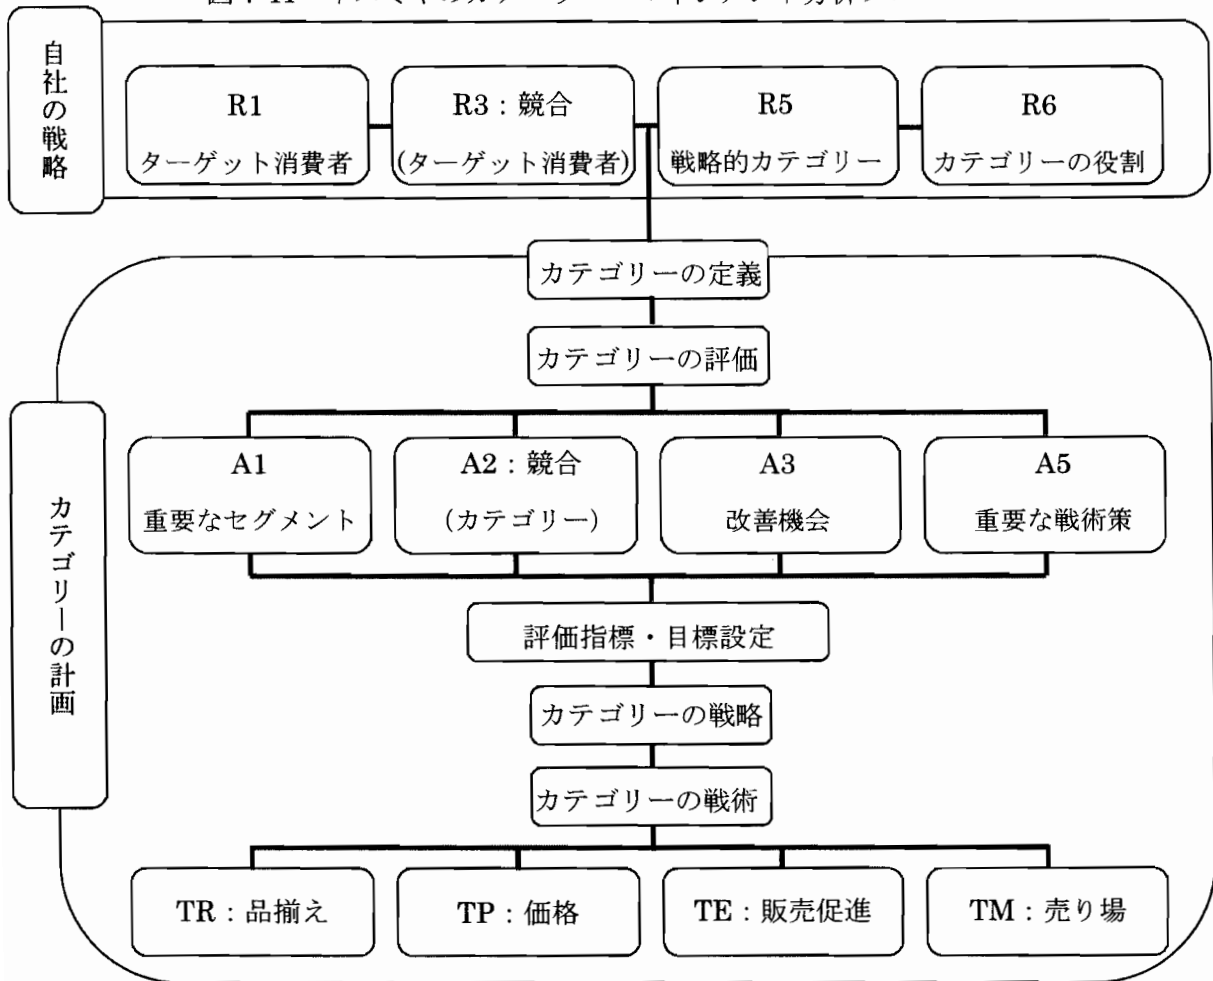 自社の戦略
R1
ターゲット消費者
R3：競合
(ターゲット消費者)
R5
戦略的カテゴリー
R6
カテゴリーの役割
カテゴリーの定義
カテゴリーの評価
カテゴリーの計画
A1
重要なセグメント
A2：競合
（カテゴリー）
A3
改善機会
A5
重要な戦術策
評価指標・目標設定
カテゴリーの戦略
カテゴリーの戦術
TR：品揃え
TP：価格
TE：販売促進
TM：売り場